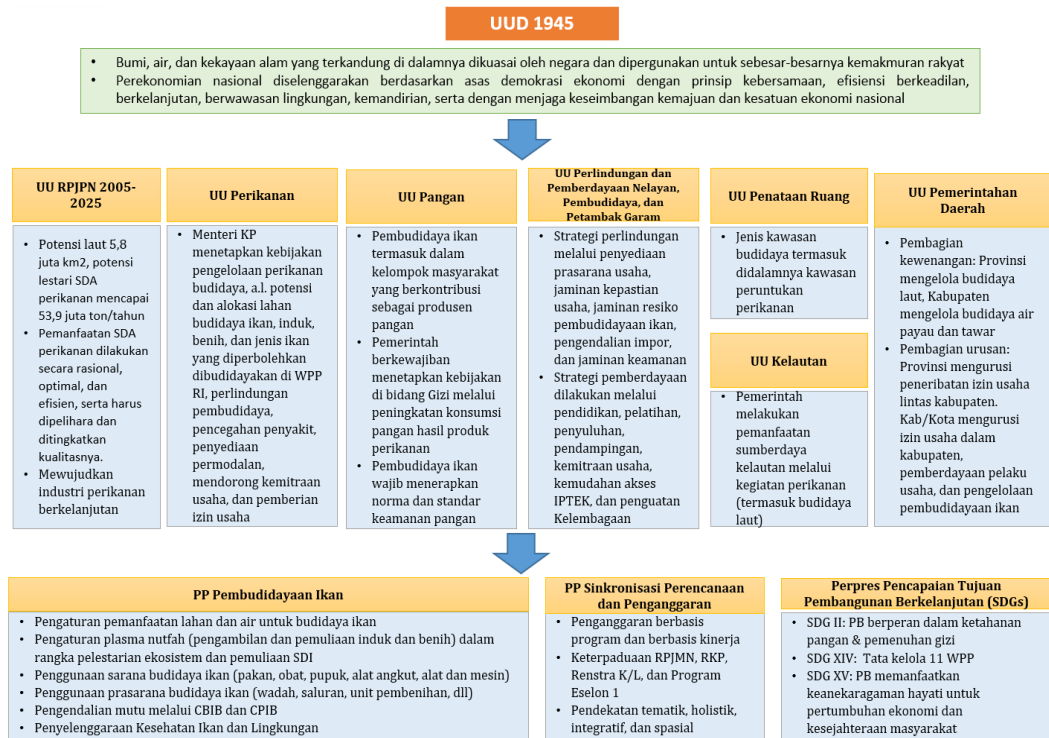 UUD 1945
• Bumi, air, dan kekayaan alam yang terkandung di dalamnya dikuasai oleh negara dan dipergunakan untuk sebesar-besarnya kemakmuran rakyat
• Perekonomian nasional diselenggarakan berdasarkan asas demokrasi ekonomi dengan prinsip kebersamaan, efisiensi berkeadilan,
berkelanjutan, berwawasan lingkungan, kemandirian, serta dengan menjaga keseimbangan kemajuan dan kesatuan ekonomi nasional
UU RPJPN 2005-
2025
• Potensi laut 5,8
juta km2, potensi
lestari SDA
perikanan mencapai
53,9 juta ton/tahun
• Pemanfaatan SDA
perikanan dilakukan
secara rasional,
optimal, dan
efisien, serta harus
dipelihara dan
ditingkatkan
kualitasnya.
• Mewujudkan
industri perikanan
berkelanjutan
UU Perikanan
• Menteri KP
menetapkan kebijakan
pengelolaan perikanan
budidaya, a.l. potensi
dan alokasi lahan
budidaya ikan, induk,
benih, dan jenis ikan
yang diperbolehkan
dibudidayakan di WPP
RI, perlindungan
pembudidaya,
pencegahan penyakit,
penyediaan
permodalan,
mendorong kemitraan
usaha, dan pemberian
izin usaha
UU Pangan
• Pembudidaya ikan
termasuk dalam
kelompok masyarakat
yang berkontribusi
sebagai produsen
pangan
• Pemerintah
berkewajiban
menetapkan kebijakan
di bidang Gizi melalui
peningkatan konsumsi
pangan hasil produk
perikanan
• Pembudidaya ikan
wajib menerapkan
norma dan standar
keamanan pangan
UU Perlindungan dan
Pemberdayaan Nelayan,
Pembudidaya, dan
Petambak Garam
• Strategi perlindungan
melalui penyediaan
prasarana usaha,
jaminan kepastian
usaha, jaminan resiko
pembudidayaan ikan,
pengendalian impor,
dan jaminan keamanan
• Strategi pemberdayaan
dilakukan melalui
pendidikan, pelatihan,
penyuluhan,
pendampingan,
kemitraan usaha,
kemudahan akses
IPTEK, dan penguatan
Kelembagaan
UU Penataan Ruang
• Jenis kawasan
budidaya termasuk
didalamnya kawasan
peruntukan
perikanan
UU Kelautan
• Pemerintah
melakukan
pemanfaatan
sumberdaya
kelautan melalui
kegiatan perikanan
(termasuk budidaya
laut)
UU Pemerintahan
Daerah
• Pembagian
kewenangan: Provinsi
mengelola budidaya
laut, Kabupaten
mengelola budidaya air
payau dan tawar
• Pembagian urusan:
Provinsi mengurusi
peneribatan izin usaha
lintas kabupaten.
Kab/Kota mengurusi
izin usaha dalam
kabupaten,
pemberdayaan pelaku
usaha, dan pengelolaan
pembudidayaan ikan
PP Pembudidayaan Ikan
• Pengaturan pemanfaatan lahan dan air untuk budidaya ikan
• Pengaturan plasma nutfah (pengambilan dan pemuliaan induk dan benih) dalam
rangka pelestarian ekosistem dan pemuliaan SDI
• Penggunaan sarana budidaya ikan (pakan, obat, pupuk, alat angkut, alat dan mesin)
• Penggunaan prasarana budidaya ikan (wadah, saluran, unit pembenihan, dll)
• Pengendalian mutu melalui CBIB dan CPIB
• Penyelenggaraan Kesehatan Ikan dan Lingkungan
PP Sinkronisasi Perencanaan
dan Penganggaran
• Penganggaran berbasis
program dan berbasis kinerja
• Keterpaduaan RPJMN, RKP,
Renstra K/L, dan Program
Eselon 1
• Pendekatan tematik, holistik,
integratif, dan spasial
Perpres Pencapaian Tujuan
Pembangunan Berkelanjutan (SDGs)
• SDG II: PB berperan dalam ketahanan
pangan & pemenuhan gizi
• SDG XIV: Tata kelola 11 WPP
• SDG XV: PB memanfaatkan
keanekaragaman hayati untuk
pertumbuhan ekonomi dan
kesejahteraan masyarakat